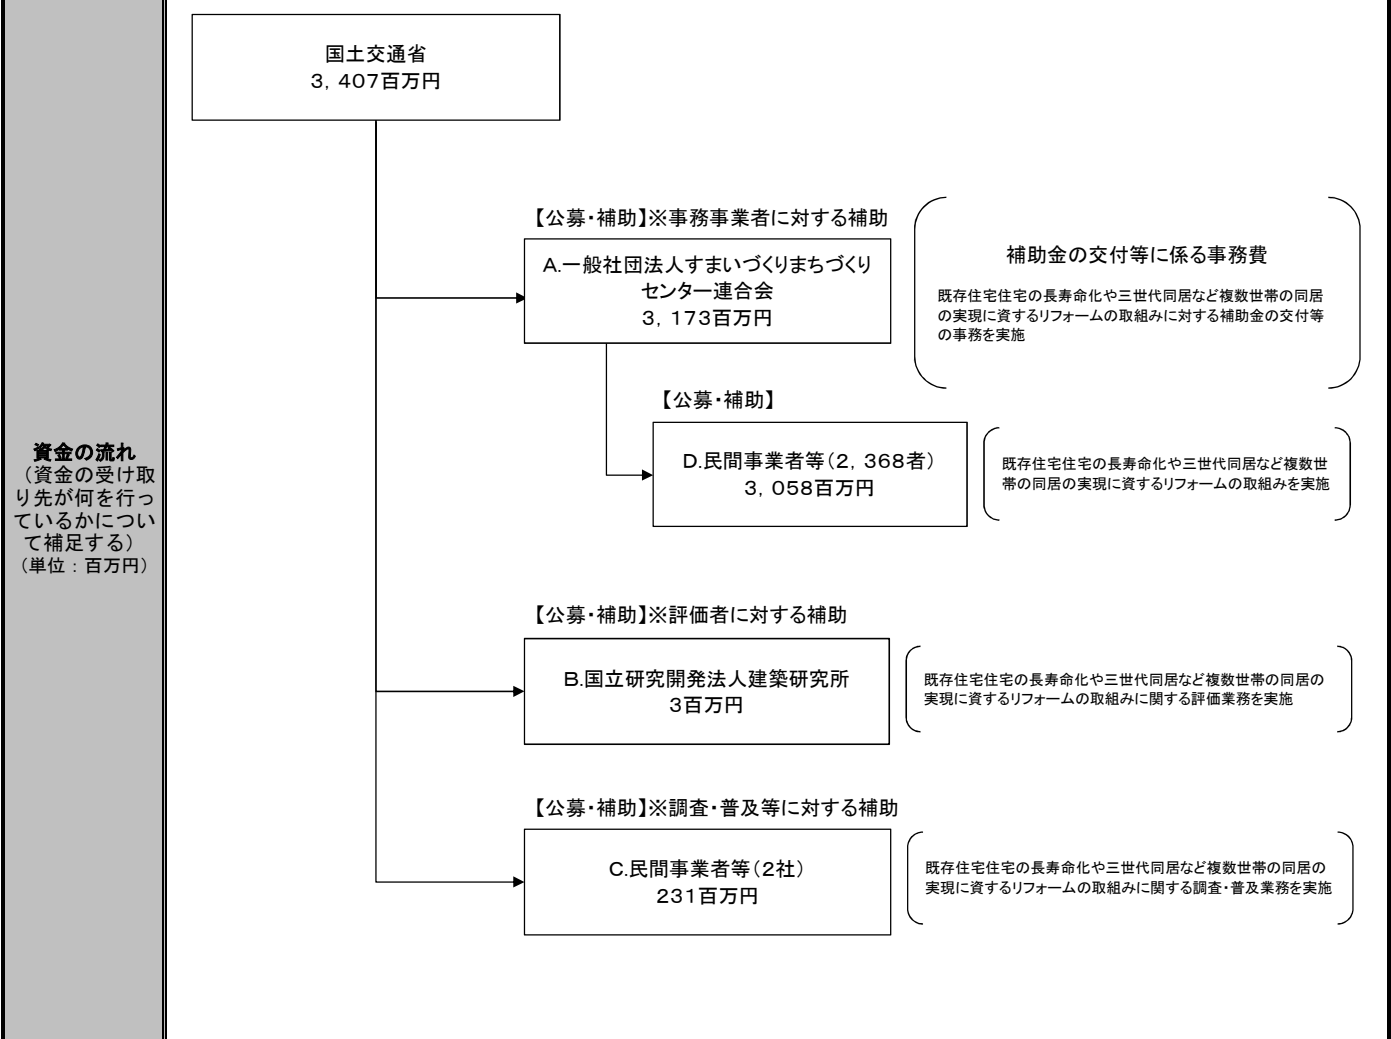 資金の流れ
（資金の受け取
り先が何を行っ
ているかについ
て補足する）
（単位：百万円）
国土交通省
３，４０７百万円
【公募・補助】※事務事業者に対する補助
A.一般社団法人すまいづくりまちづくり
センター連合会
３，１７３百万円
補助金の交付等に係る事務費
既存住宅住宅の長寿命化や三世代同居など複数世帯の同居
の実現に資するリフォームの取組みに対する補助金の交付等
の事務を実施
【公募・補助】
D.民間事業者等（２，３６８者）
３，０５８百万円
既存住宅住宅の長寿命化や三世代同居など複数世
帯の同居の実現に資するリフォームの取組みを実施
【公募・補助】※評価者に対する補助
B.国立研究開発法人建築研究所
３百万円
既存住宅住宅の長寿命化や三世代同居など複数世帯の同居の
実現に資するリフォームの取組みに関する評価業務を実施
【公募・補助】※調査・普及等に対する補助
C.民間事業者等（２社）
２３１百万円
既存住宅住宅の長寿命化や三世代同居など複数世帯の同居の
実現に資するリフォームの取組みに関する調査・普及業務を実施